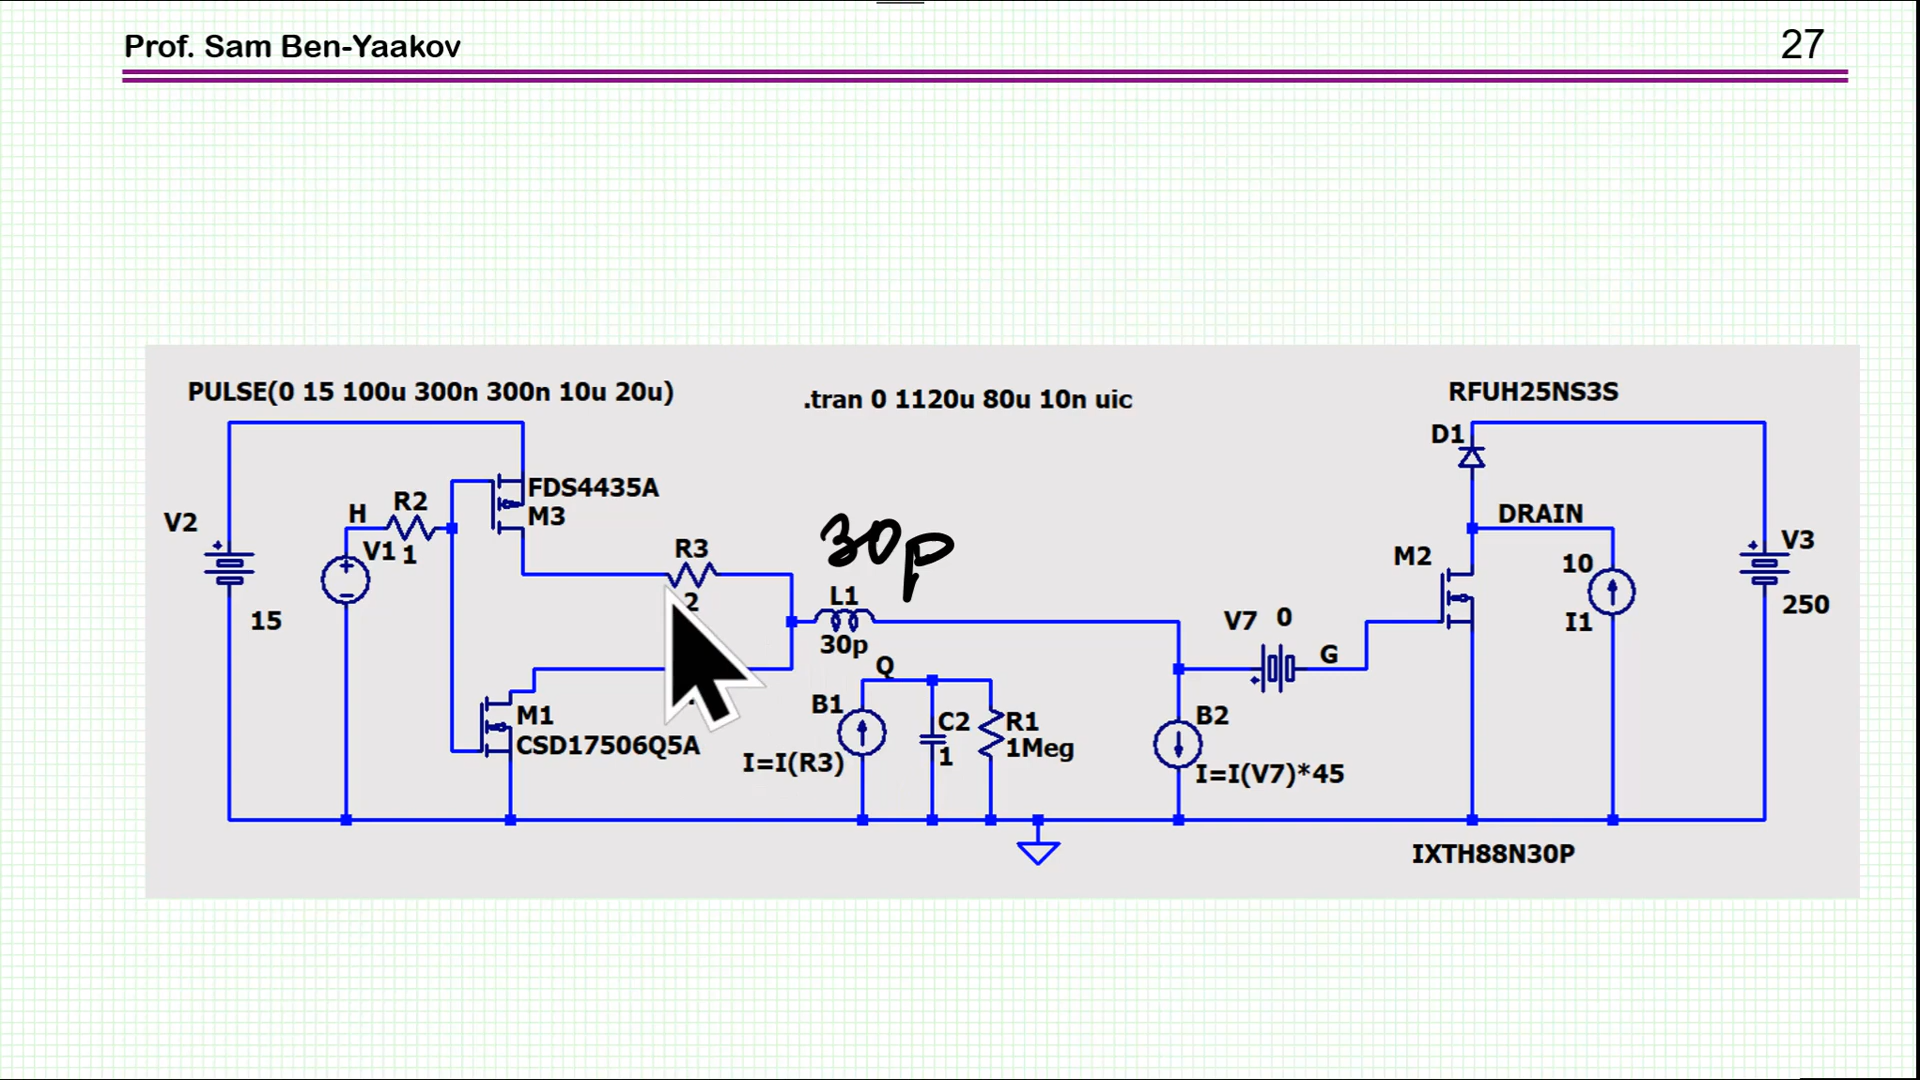 Prof. Sam Ben-Yaakov
27
PULSE(0 15 100u 300n 300n 10u 20u)
.tran 0 1120u 80u 10n uic
RFUH25NS3S
D1
V2
15
H
R2
V1
1
FDS4435A
M3
R3
2
30p
L1
30p
Q
M1
CSD17506Q5A
B1
I=I(R3)
C2
1
R1
1Meg
B2
I=I(V7)*45
V7
0
G
M2
DRAIN
10
I1
V3
250
IXTH88N30P